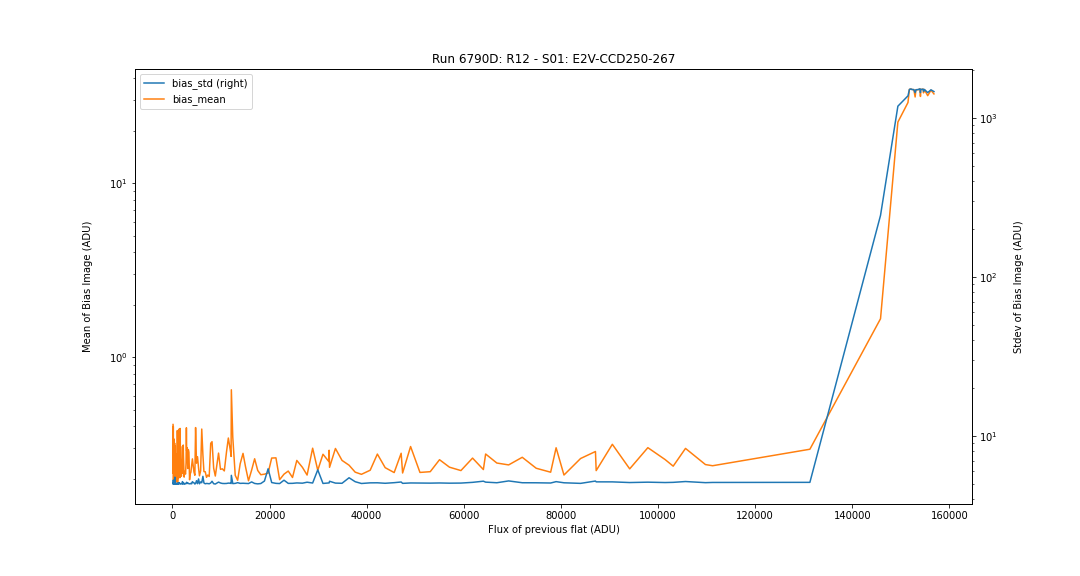 Run 6790D: R12 - S01: E2V-CCD250-267
bias_std (right)
bias_mean
Mean of Bias Image (ADU)
10¹
10⁰
10³
10²
10¹
Stdev of Bias Image (ADU)
0 20000 40000 60000 80000 100000 120000 140000 160000
Flux of previous flat (ADU)